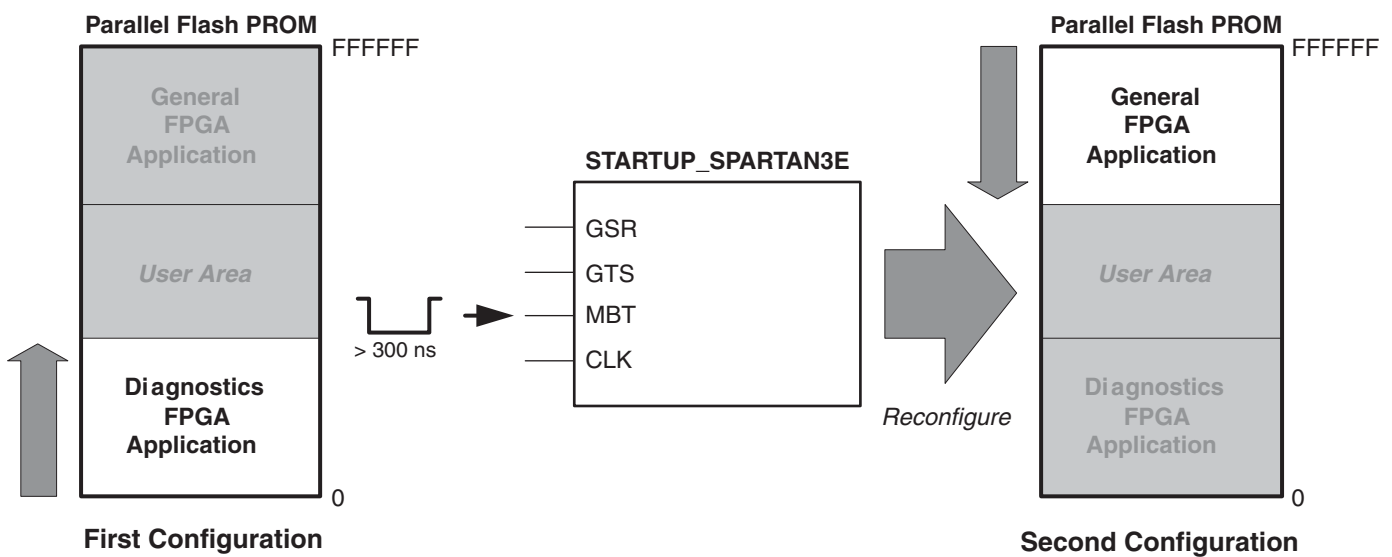 Parallel Flash PROM
FFFFFF
General
FPGA
Application
User Area
Diagnostics
FPGA
Application
0
First Configuration
> 300 ns
STARTUP_SPARTAN3E
GSR
GTS
MBT
CLK
Reconfigure
Parallel Flash PROM
FFFFFF
General
FPGA
Application
User Area
Diagnostics
FPGA
Application
0
Second Configuration